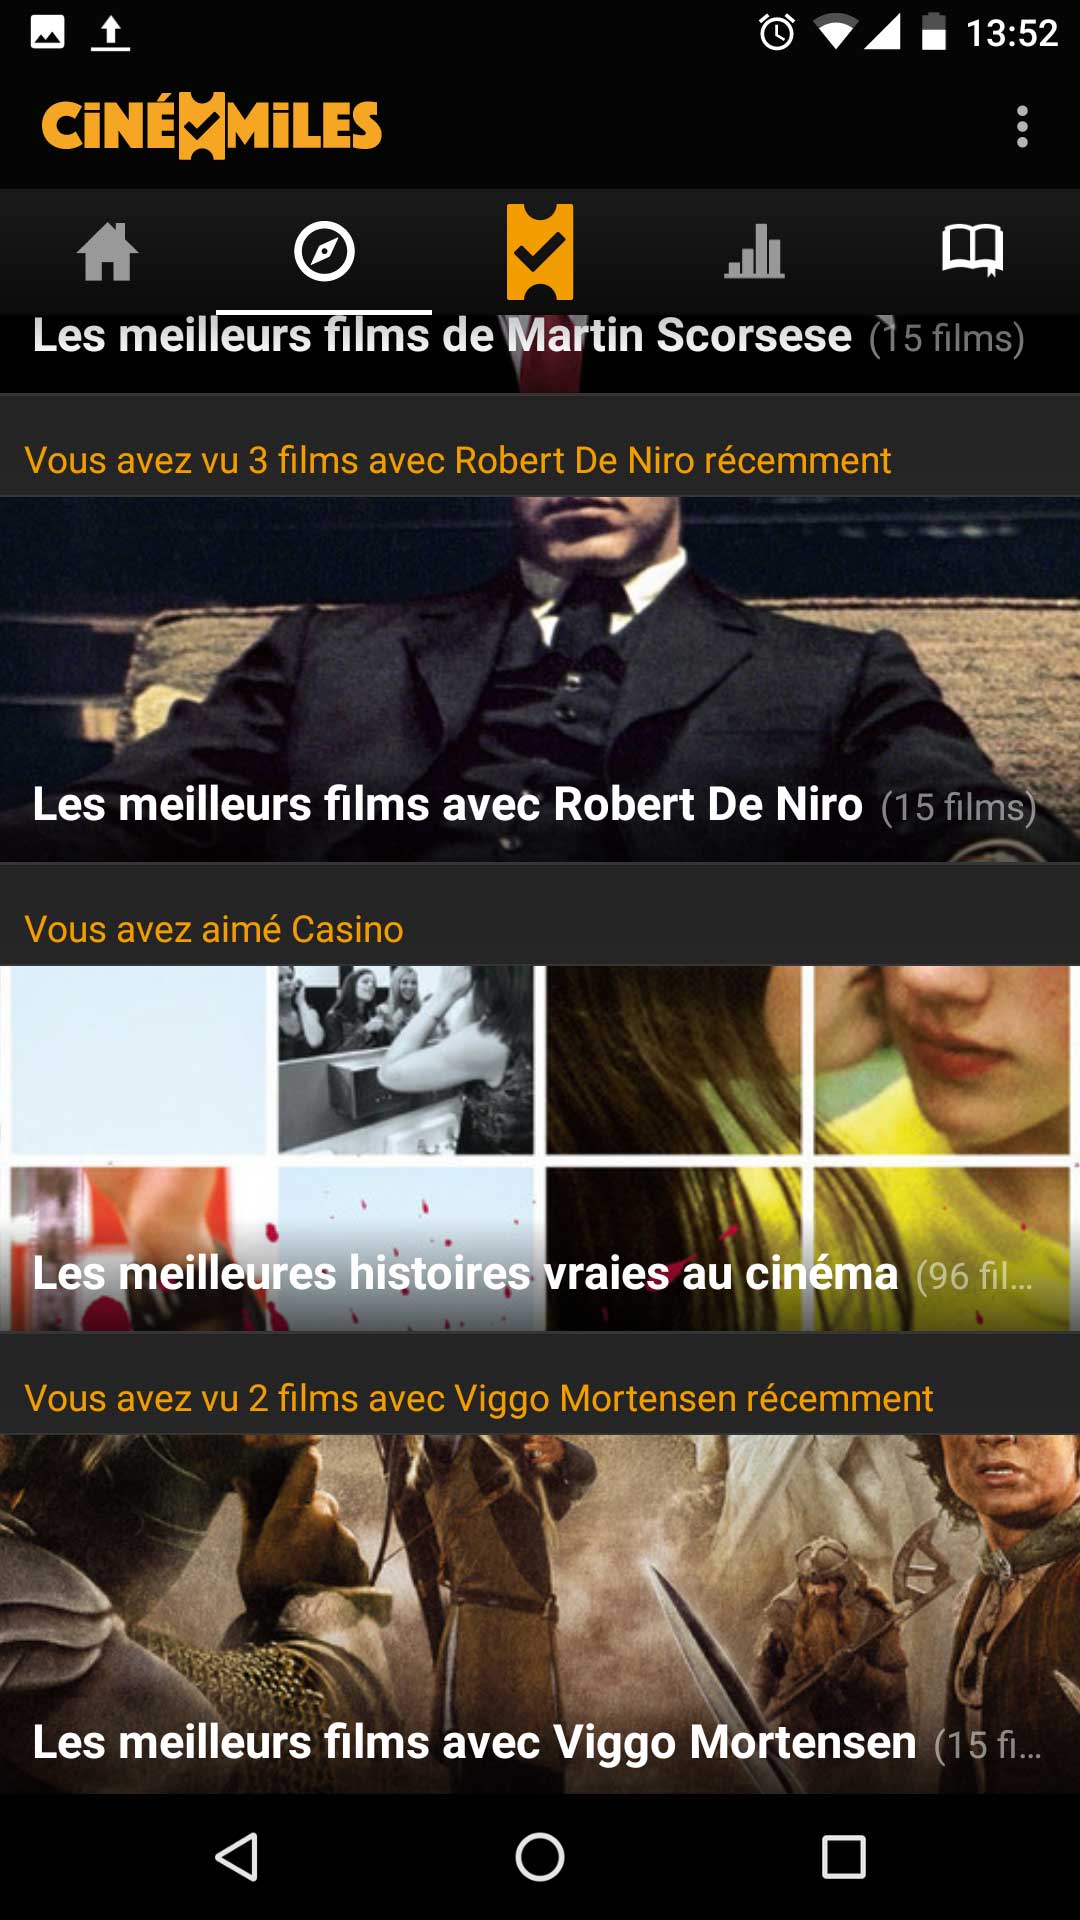 13:52
CiNÉMiLES
Les meilleurs films de Martin Scorsese (15 films)
Vous avez vu 3 films avec Robert De Niro récemment
Les meilleurs films avec Robert De Niro (15 films)
Vous avez aimé Casino
Les meilleures histoires vraies au cinéma (96 fil...
Vous avez vu 2 films avec Viggo Mortensen récemment
Les meilleurs films avec Viggo Mortensen (15 fi...